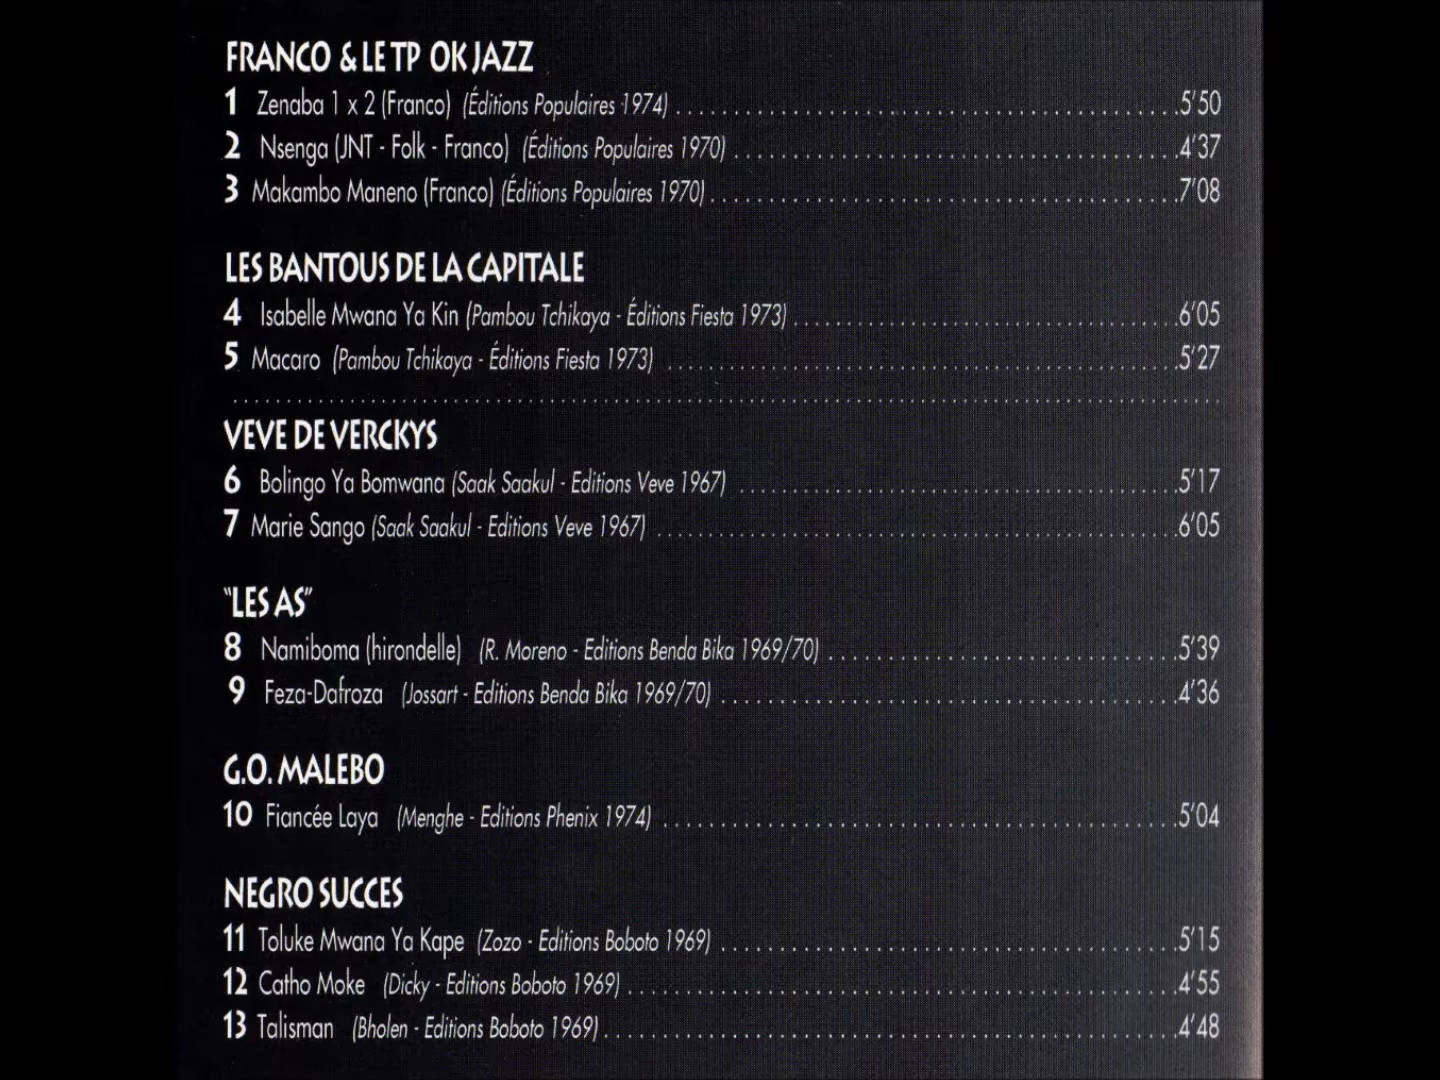 FRANCO & LE TP OK JAZZ
1 Zenaba 1 x 2 (Franco) (Éditions Populaires 1974) 5'50
2 Nsenga (JNT - Folk - Franco) (Éditions Populaires 1970) 4'37
3 Makambo Maneno (Franco) (Éditions Populaires 1970) 7'08
LES BANTOUS DE LA CAPITALE
4 Isabelle Mwana Ya Kin (Pambou Tchikaya - Éditions Fiesta 1973) 6'05
5 Macaro (Pambou Tchikaya - Éditions Fiesta 1973) 5'27
VEVE DE VERCKYS
6 Bolingo Ya Bomwana (Saak Saakul - Editions Veve 1967) 5'17
7 Marie Sango (Saak Saakul - Editions Veve 1967) 6'05
"LES AS"
8 Namiboma (hirondelle) (R. Moreno - Editions Benda Bika 1969/70) 5'39
9 Feza-Dafroza (Jossart - Editions Benda Bika 1969/70) 4'36
G.O. MALEBO
10 Fiancée Laya (Menghe - Editions Phenix 1974) 5'04
NEGRO SUCCES
11 Toluke Mwana Ya Kape (Zozo - Editions Boboto 1969) 5'15
12 Catho Moke (Dicky - Editions Boboto 1969) 4'55
13 Talisman (Bholen - Editions Boboto 1969) 4'48